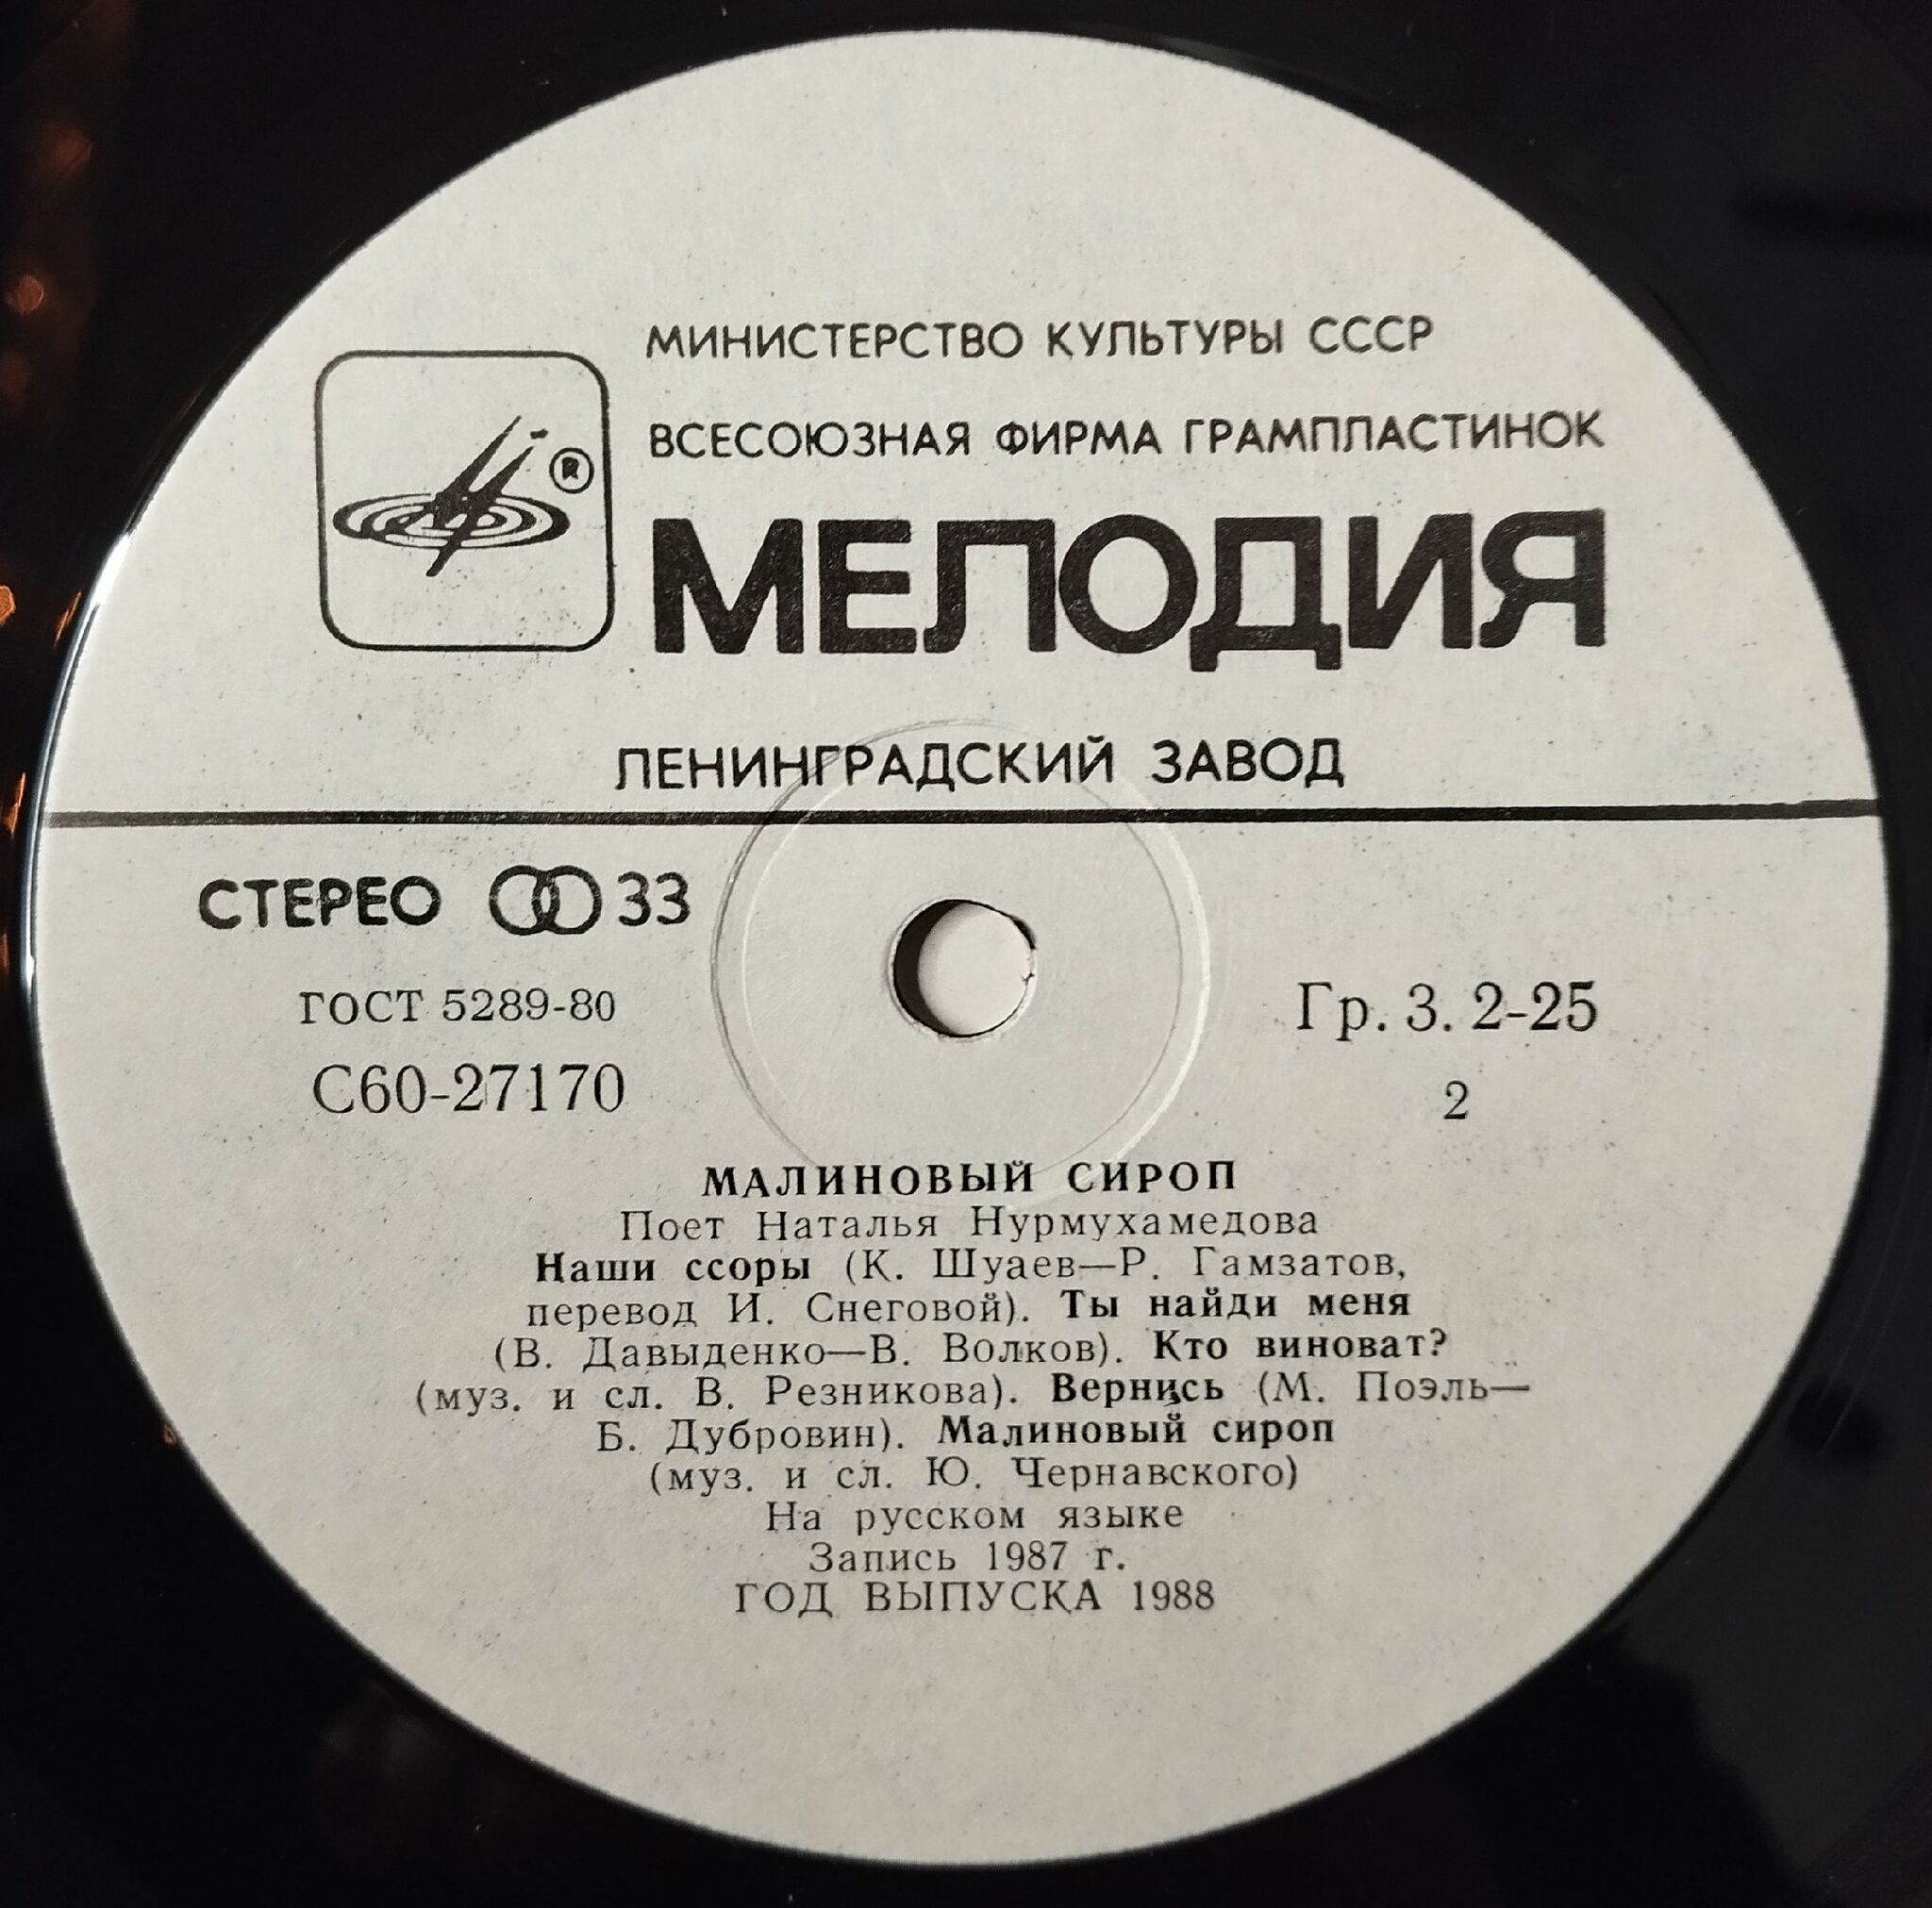 МИНИСТЕРСТВО КУЛЬТУРЫ СССР
ВСЕСОЮЗНАЯ ФИРМА ГРАМПЛАСТИНОК
®
МЕЛОДИЯ
ЛЕНИНГРАДСКИЙ ЗАВОД
СТЕРЕО 33
ГОСТ 5289-80
Гр. 3. 2-25
С60-27170
2
МАЛИНОВЫЙ СИРОП
Поет Наталья Нурмухамедова
Наши ссоры (К. Шуаев—Р. Гамзатов,
перевод И. Снеговой). Ты найди меня
(В. Давыденко—В. Волков). Кто виноват?
(муз. и сл. В. Резникова). Вернись (М. Поэль—
Б. Дубровин). Малиновый сироп
(муз. и сл. Ю. Чернавского)
На русском языке
Запись 1987 г.
ГОД ВЫПУСКА 1988